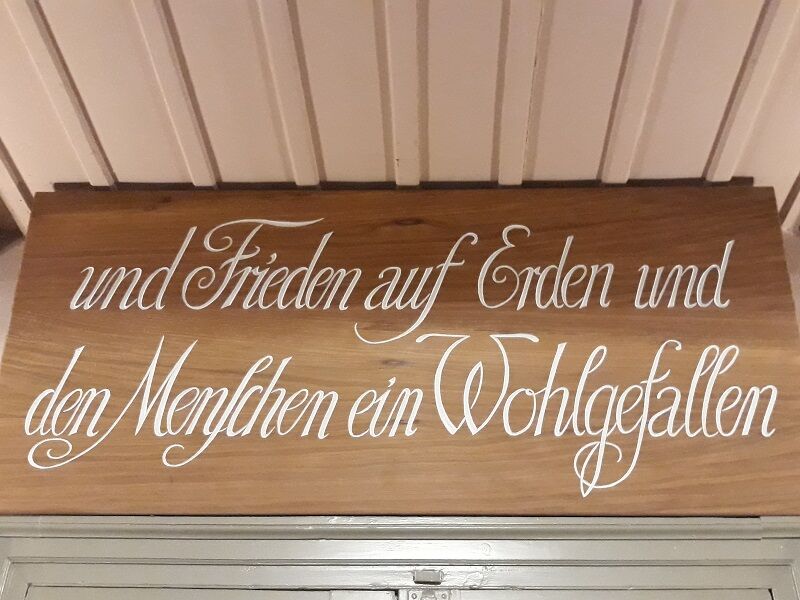 und Frieden auf Erden und
den Menſchen ein Wohlgefallen